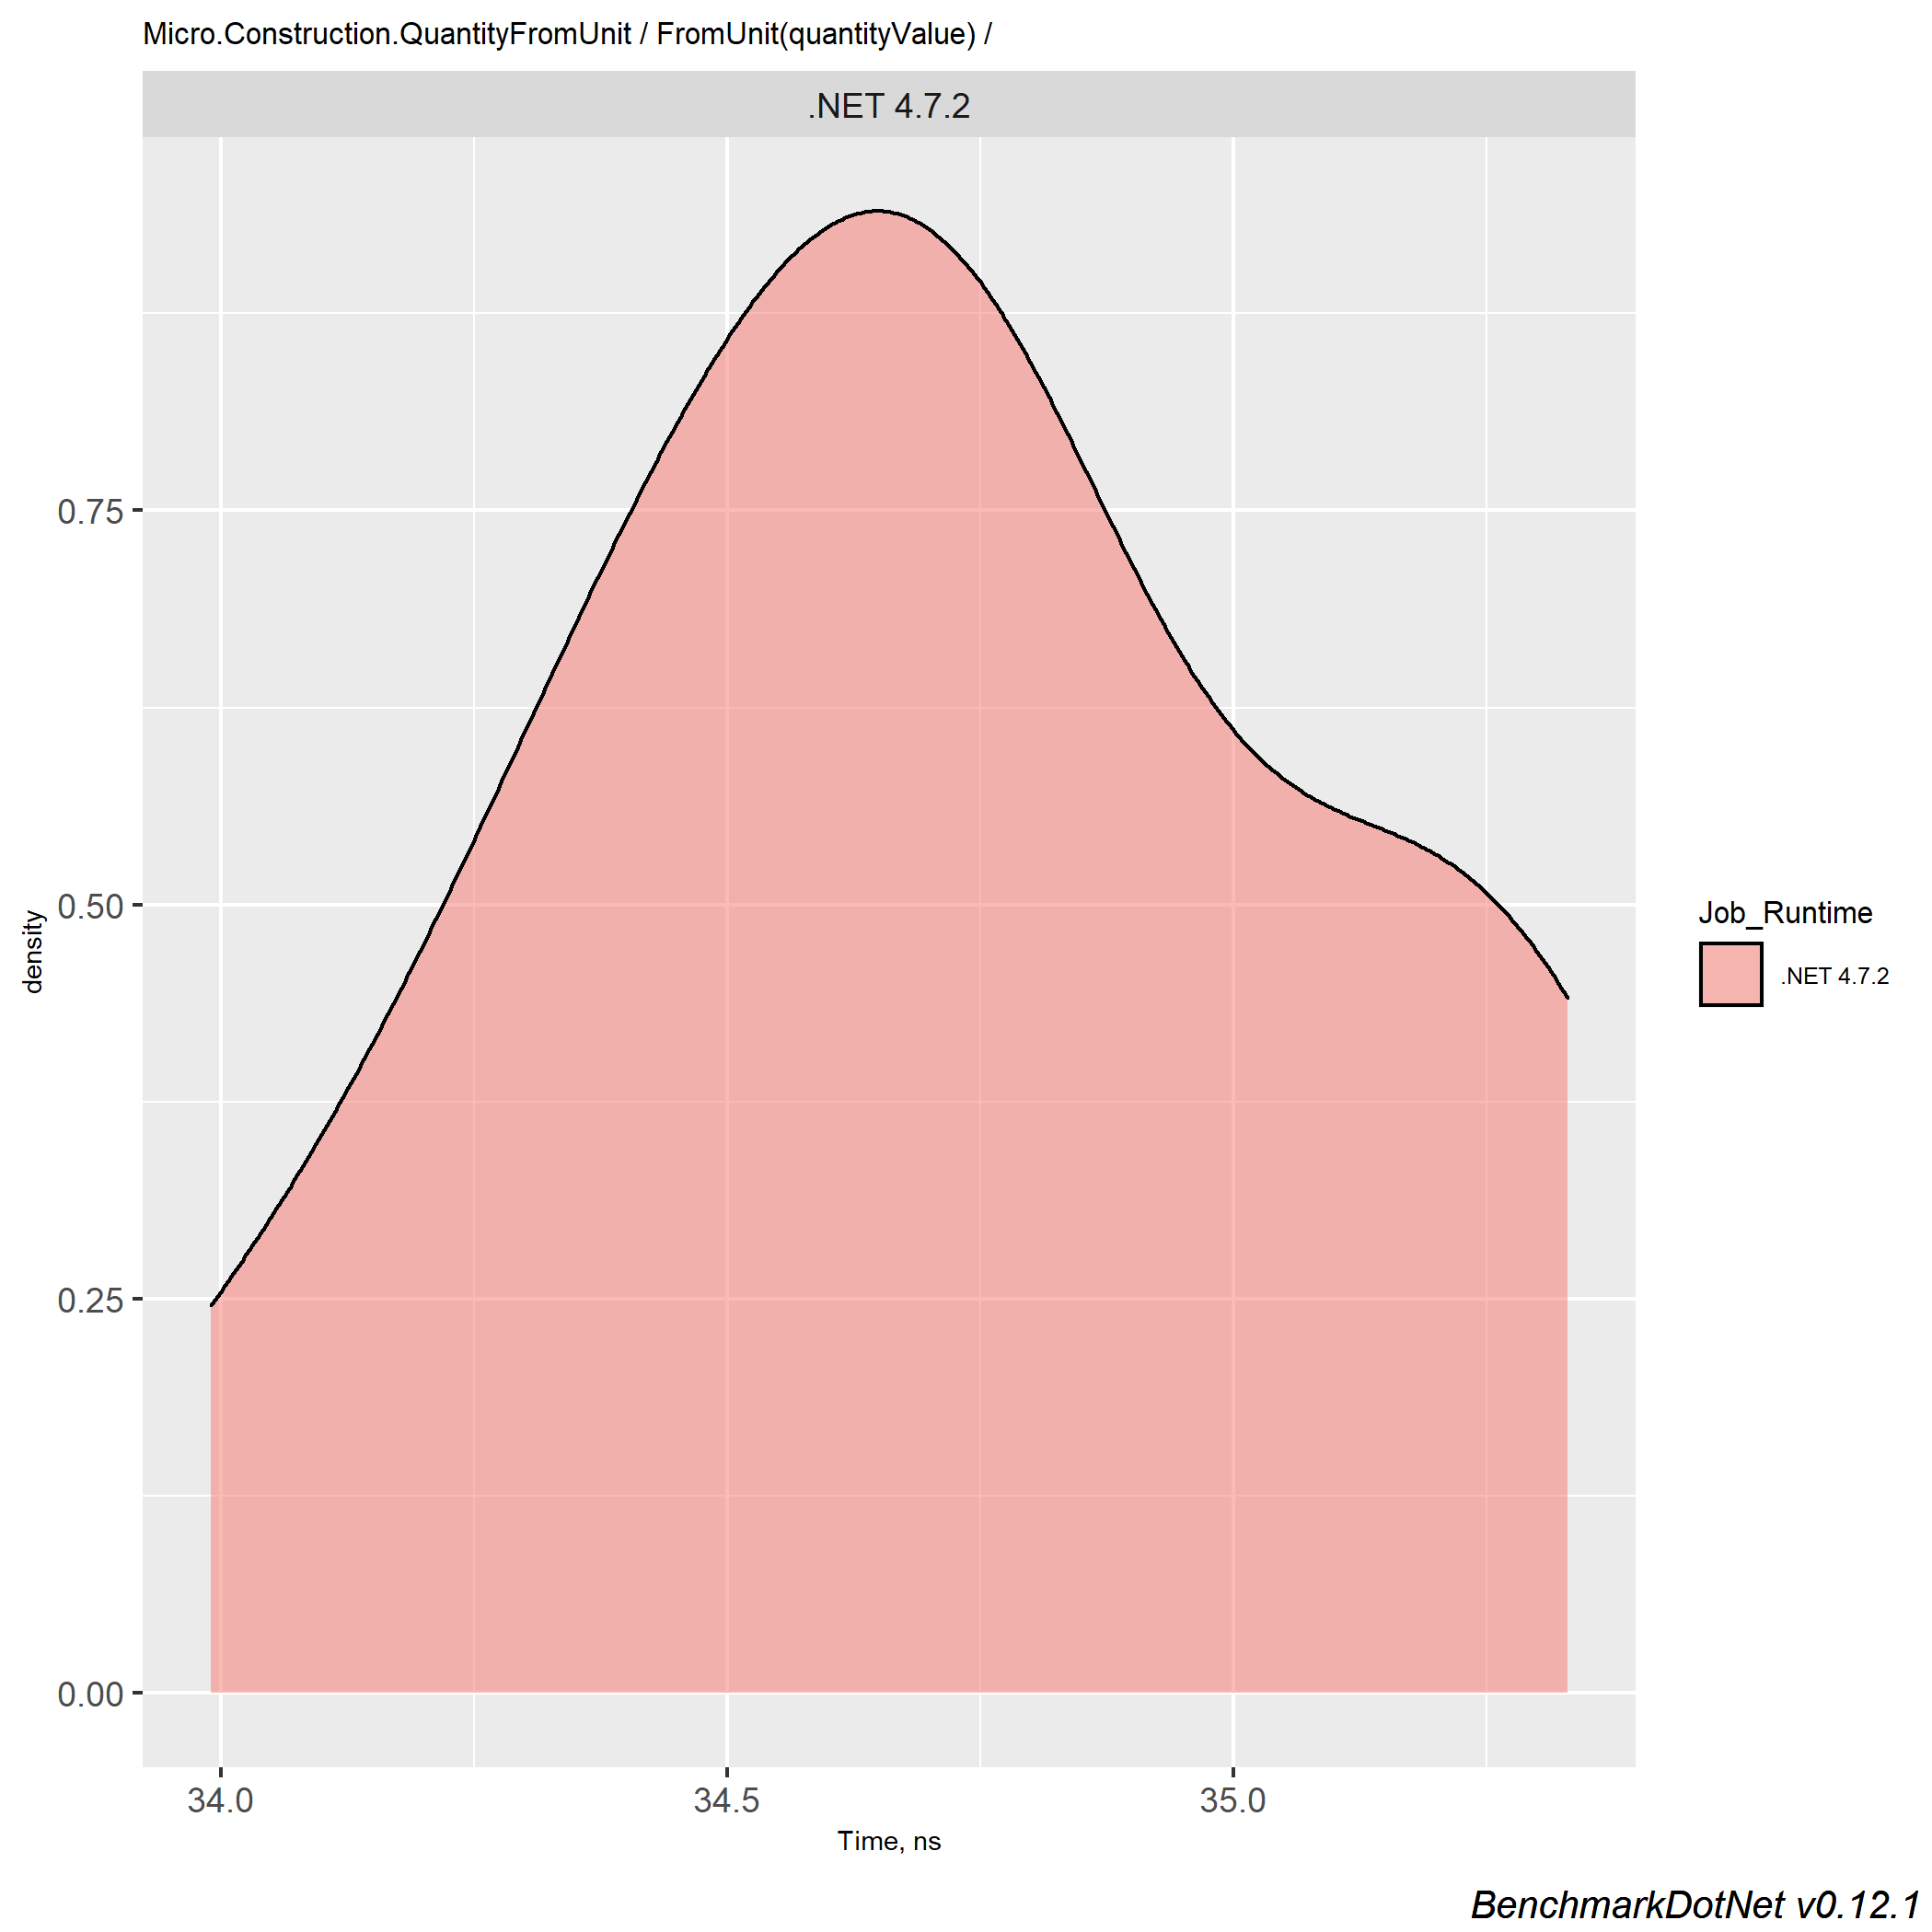 Micro.Construction.QuantityFromUnit / FromUnit(quantityValue) /
.NET 4.7.2
0.75
0.50
0.25
0.00
density
34.0
34.5
35.0
Time, ns
Job_Runtime
.NET 4.7.2
BenchmarkDotNet v0.12.1